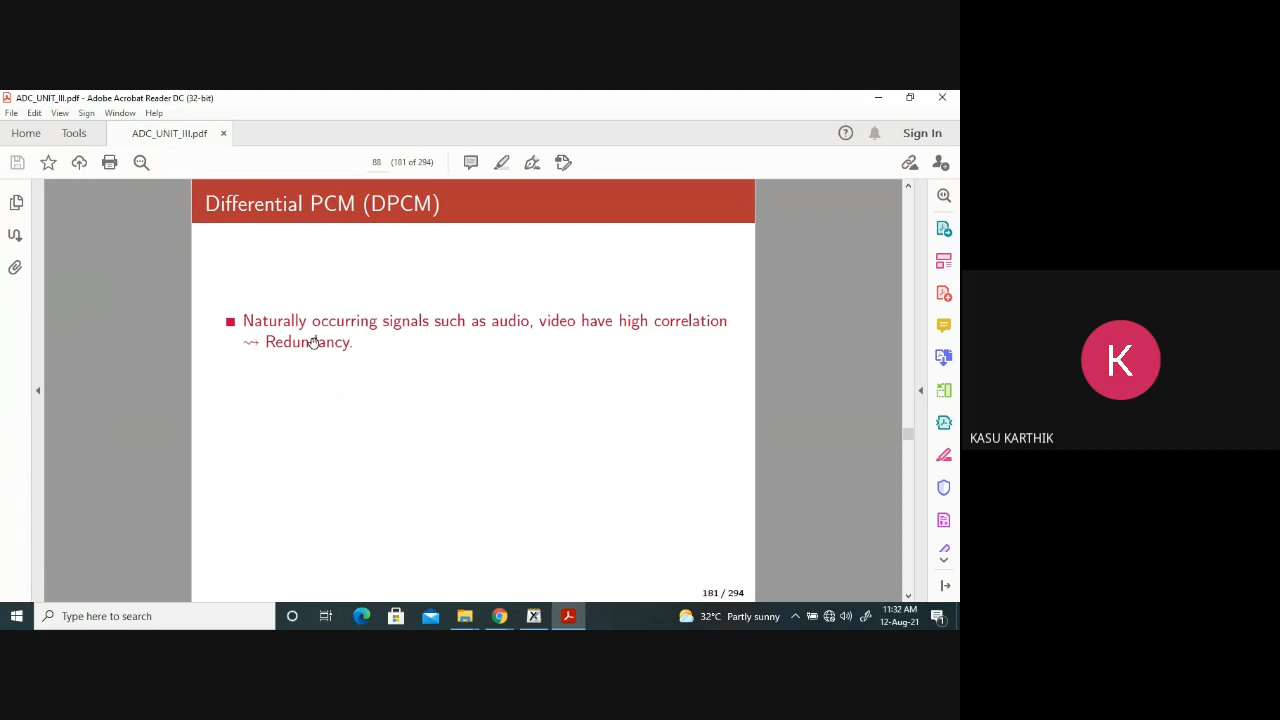 ADC_UNIT_III.pdf - Adobe Acrobat Reader DC (32-bit)
File Edit View Sign Window Help
Home Tools ADC_UNIT_III.pdf × Sign In
88 (181 of 294)
Differential PCM (DPCM)
Naturally occurring signals such as audio, video have high correlation
⇝ Redundancy.
181 / 294
K
KASU KARTHIK
Type here to search
32°C Partly sunny
11:32 AM
12-Aug-21
1